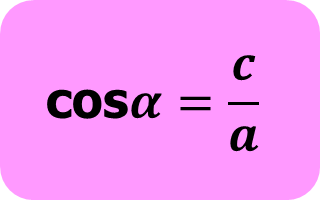 cosα = c/a